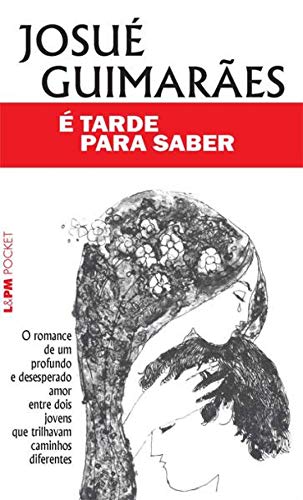 JOSUÉ
GUIMARÃES
É TARDE
PARA SABER
L&PM POCKET
O romance
de um
profundo
e desesperado
amor
entre dois
jovens
que trilhavam
caminhos
diferentes